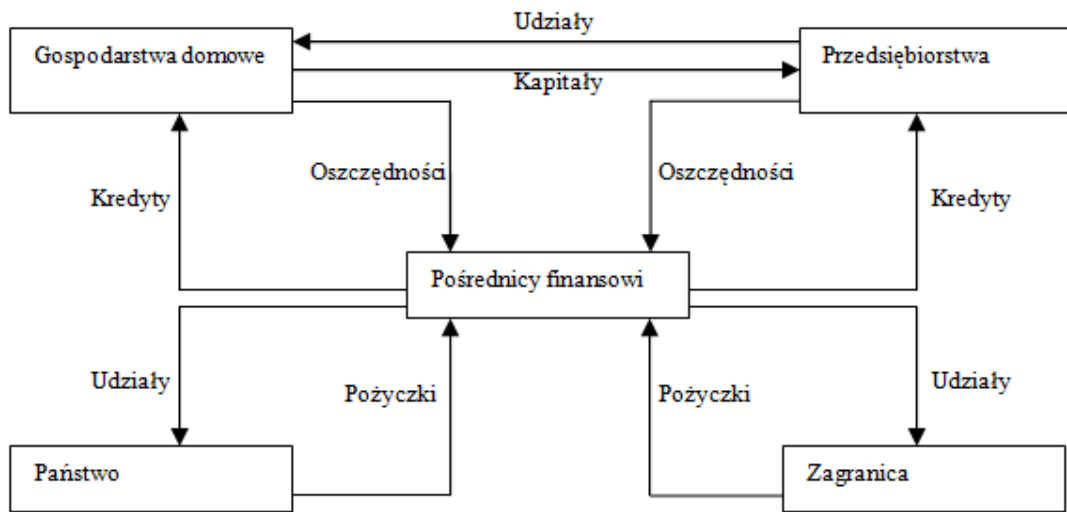 Udziały
Gospodarstwa domowe
Przedsiębiorstwa
Kapitały
Oszczędności
Oszczędności
Kredyty
Kredyty
Pośrednicy finansowi
Udziały
Pożyczki
Pożyczki
Udziały
Państwo
Zagranica